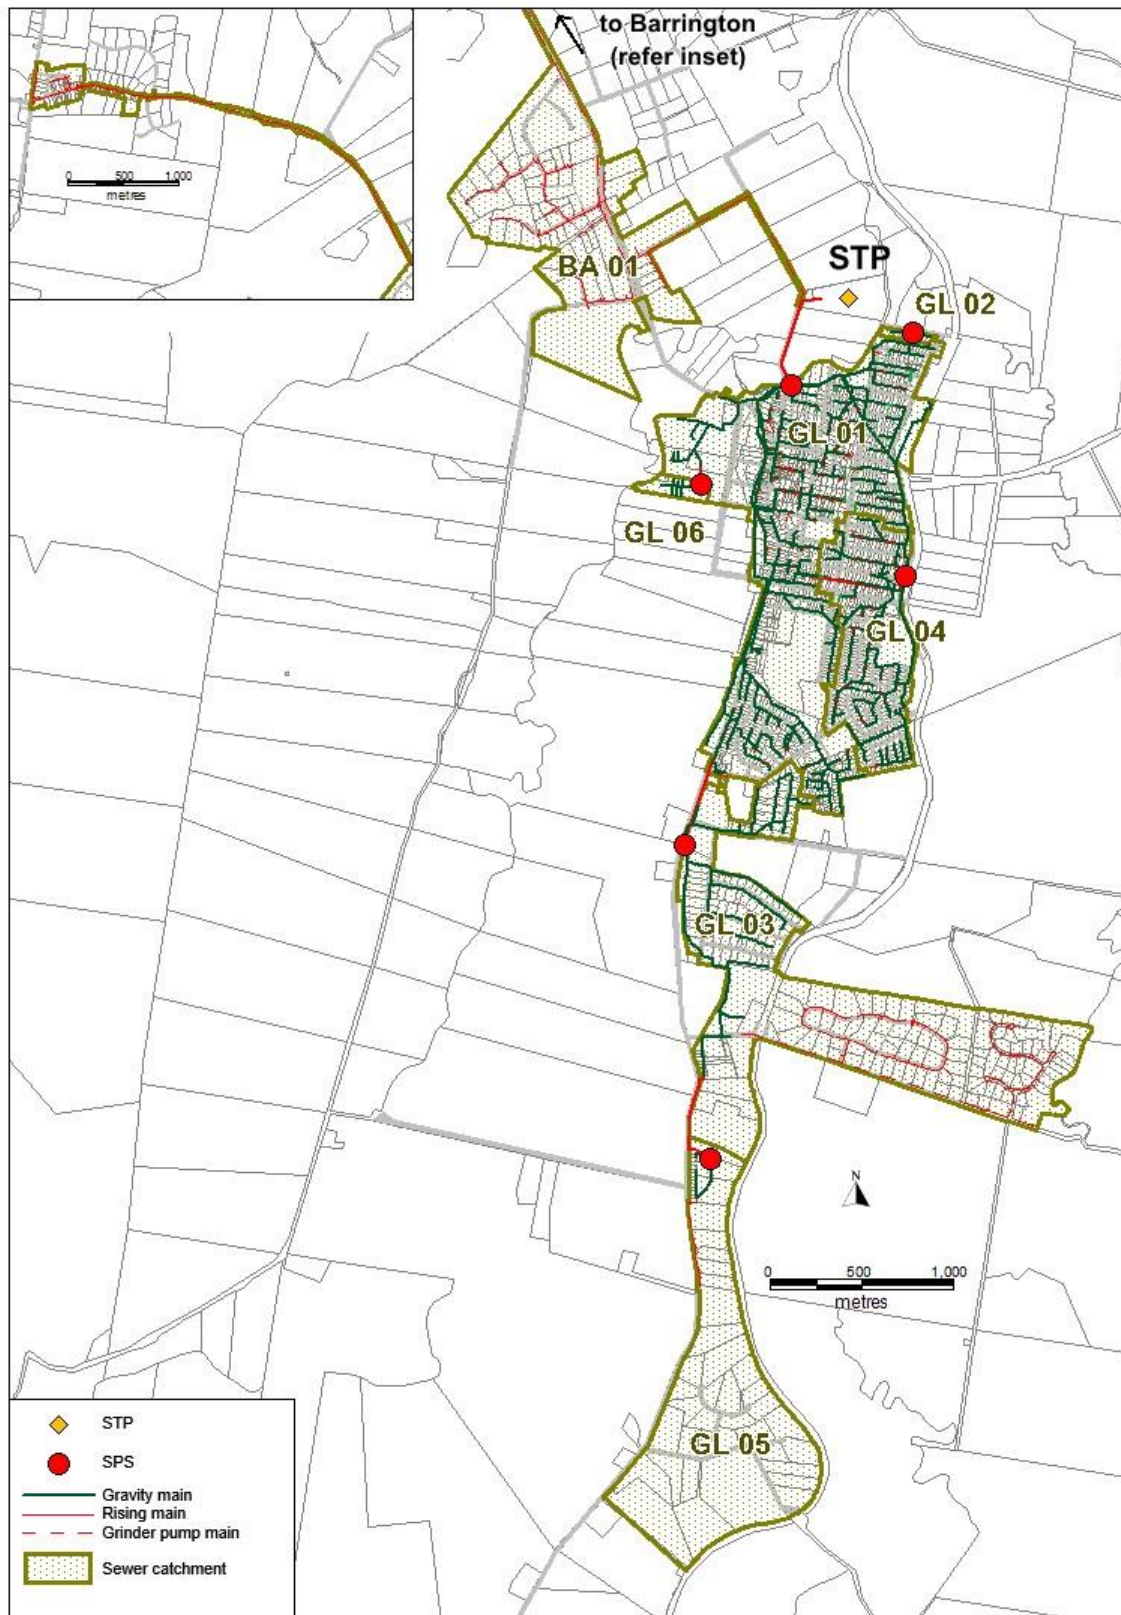 to Barrington
(refer inset)
0 500 1,000
metres
STP
BA 01
GL 02
GL 01
GL 06
GL 04
GL 03
N
0 500 1,000
metres
GL 05
STP
SPS
Gravity main
Rising main
Grinder pump main
Sewer catchment